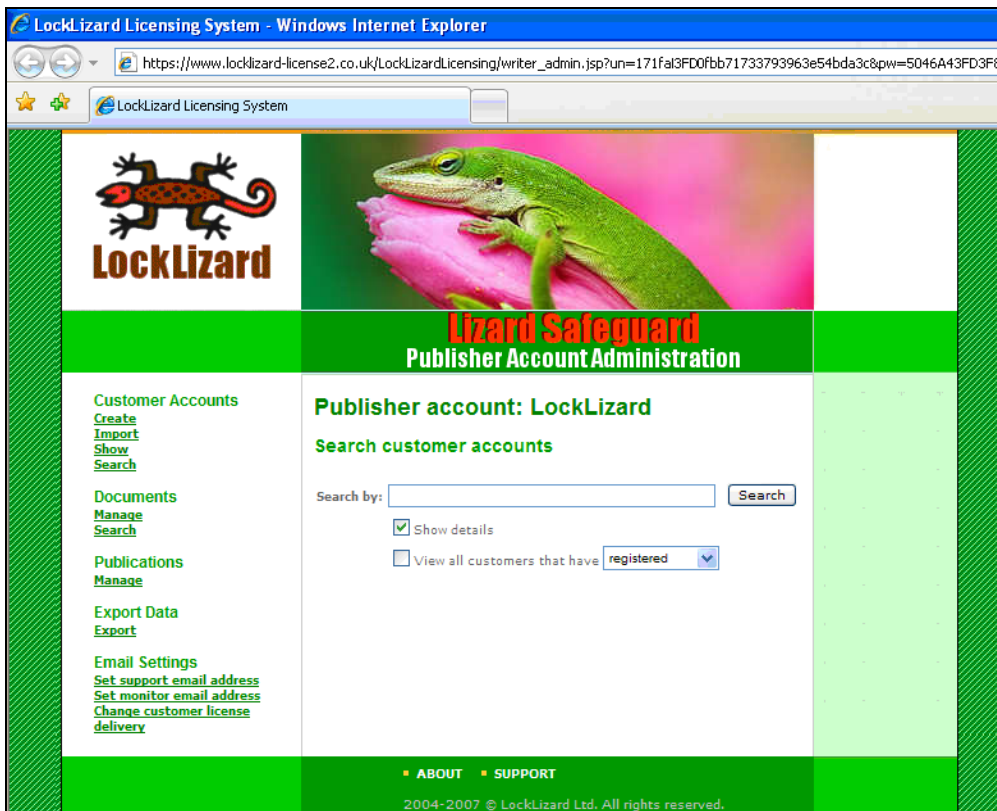 LockLizard Licensing System - Windows Internet Explorer
https://www.locklizard-license2.co.uk/LockLizardLicensing/writer_admin.jsp?un=171faI3FD0fbb71733793963e54bda3c&pw=5046A43FD3F8
LockLizard Licensing System
LockLizard
Lizard Safeguard
Publisher Account Administration
Customer Accounts
Create
Import
Show
Search
Documents
Manage
Search
Publications
Manage
Export Data
Export
Email Settings
Set support email address
Set monitor email address
Change customer license
delivery
Publisher account: LockLizard
Search customer accounts
Search by:
Search
Show details
View all customers that have registered
ABOUT SUPPORT
2004-2007 © LockLizard Ltd. All rights reserved.